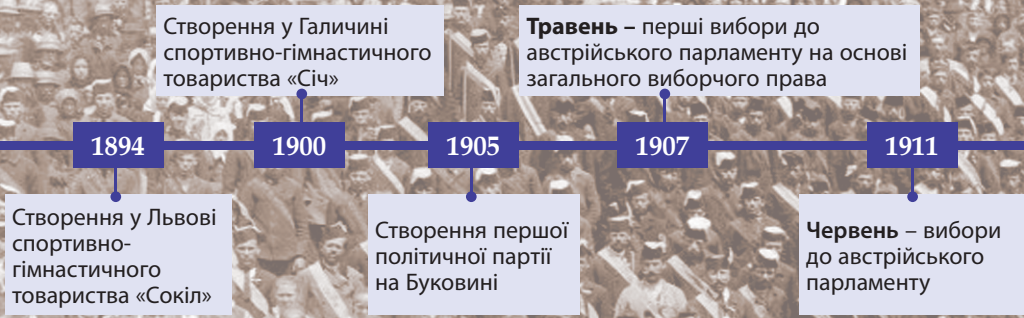 Створення у Галичині
спортивно-гімнастичного
товариства «Січ»
Травень – перші вибори до
австрійського парламенту на основі
загального виборчого права
1894
1900
1905
1907
1911
Створення у Львові
спортивно-
гімнастичного
товариства «Сокіл»
Створення першої
політичної партії
на Буковині
Червень – вибори
до австрійського
парламенту